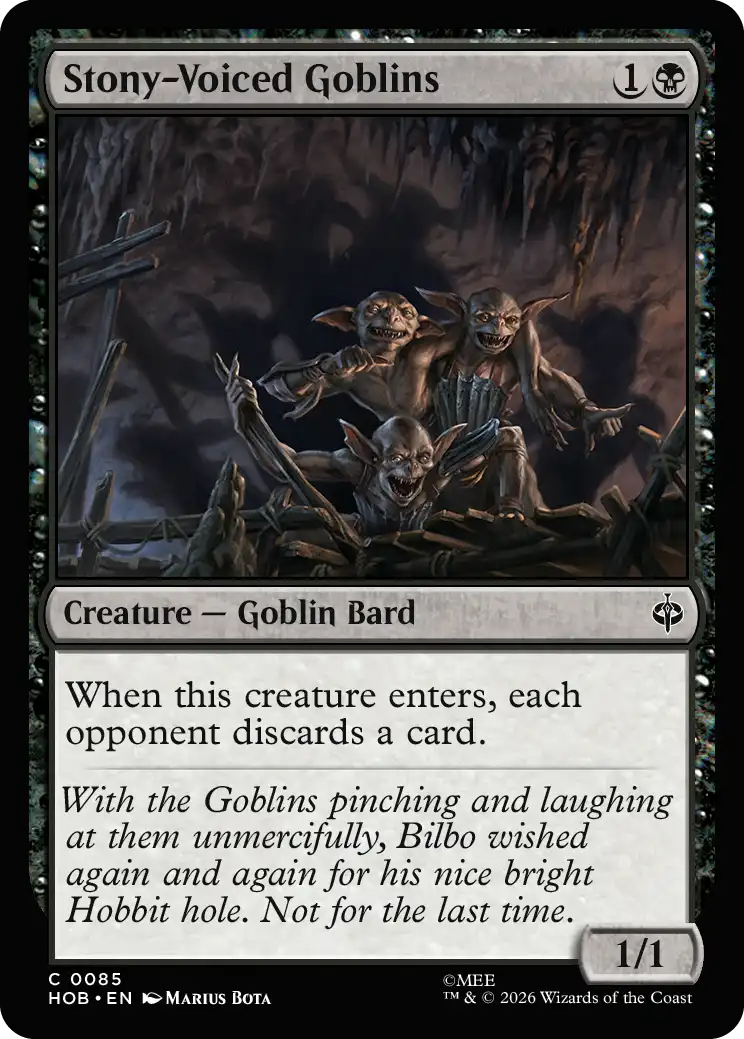 Stony-Voiced Goblins 1
Creature — Goblin Bard
When this creature enters, each
opponent discards a card.
With the Goblins pinching and laughing
at them unmercifully, Bilbo wished
again and again for his nice bright
Hobbit hole. Not for the last time.
1/1
C 0085
HOB • EN Marius Bota
©MEE
™ & © 2026 Wizards of the Coast